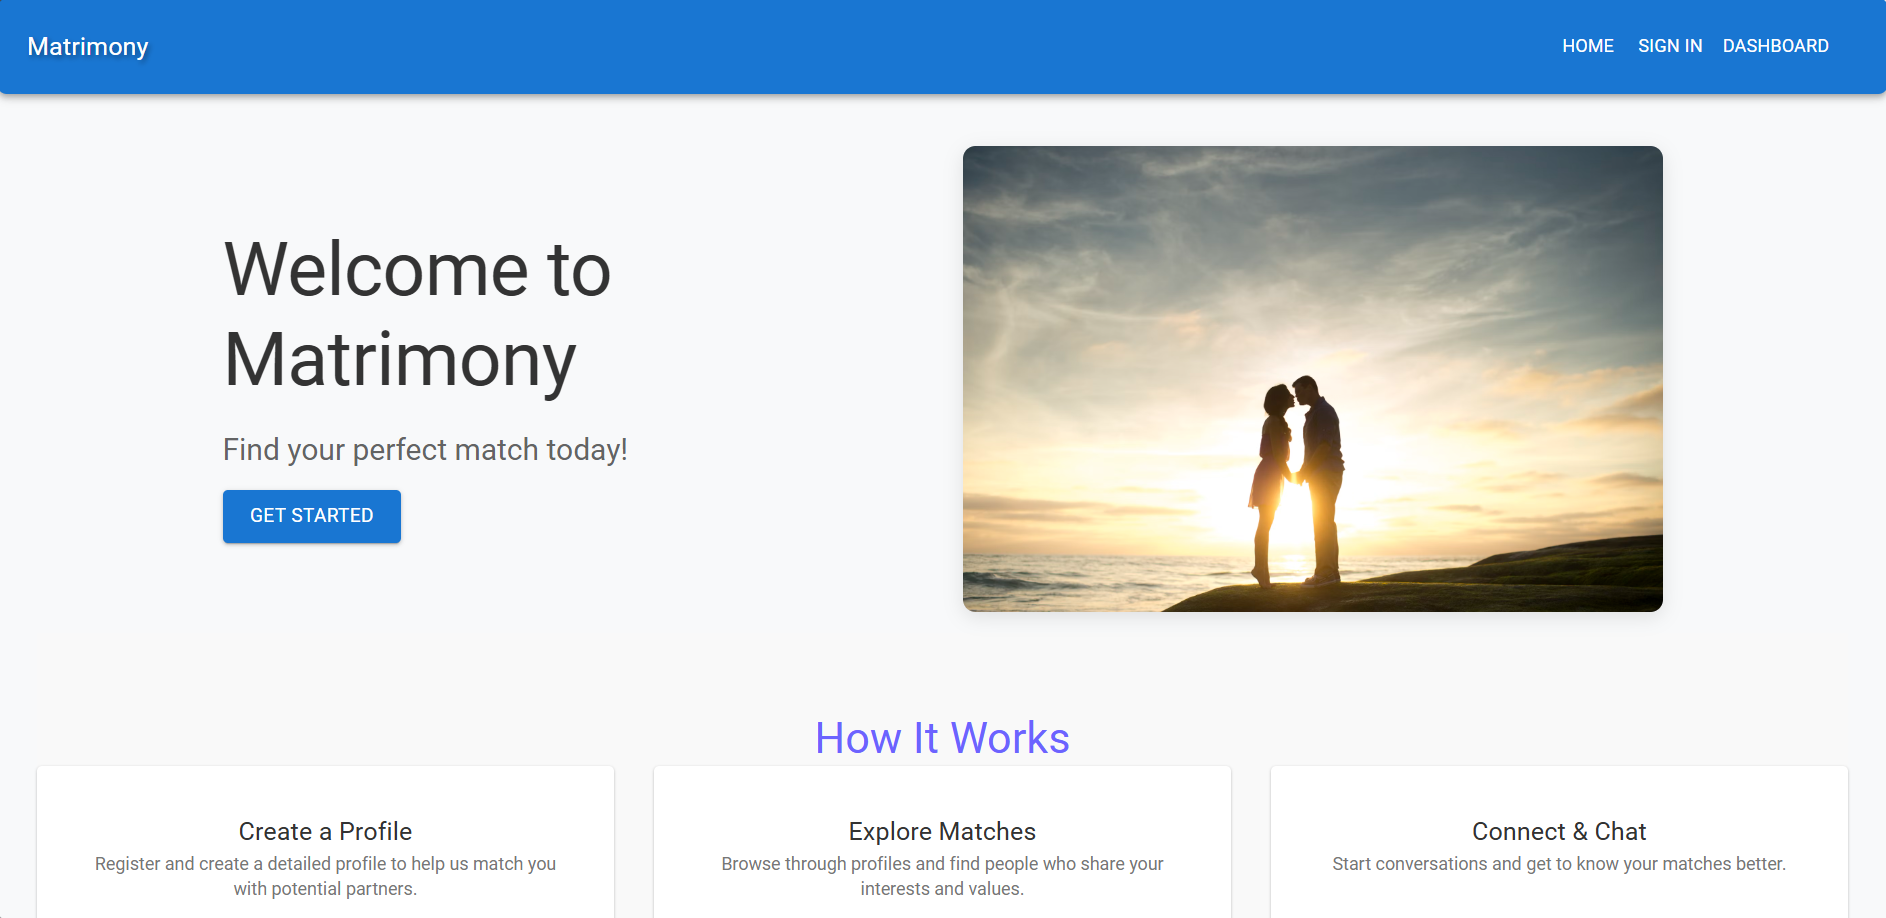 Matrimony
HOME SIGN IN DASHBOARD
Welcome to
Matrimony
Find your perfect match today!
GET STARTED
How It Works
Create a Profile
Register and create a detailed profile to help us match you
with potential partners.
Explore Matches
Browse through profiles and find people who share your
interests and values.
Connect & Chat
Start conversations and get to know your matches better.